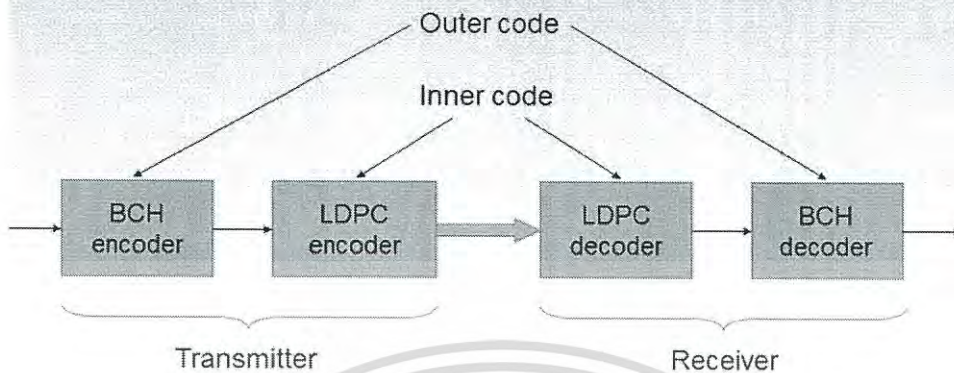 Outer code
Inner code
BCH
encoder
LDPC
encoder
LDPC
decoder
BCH
decoder
Transmitter
Receiver